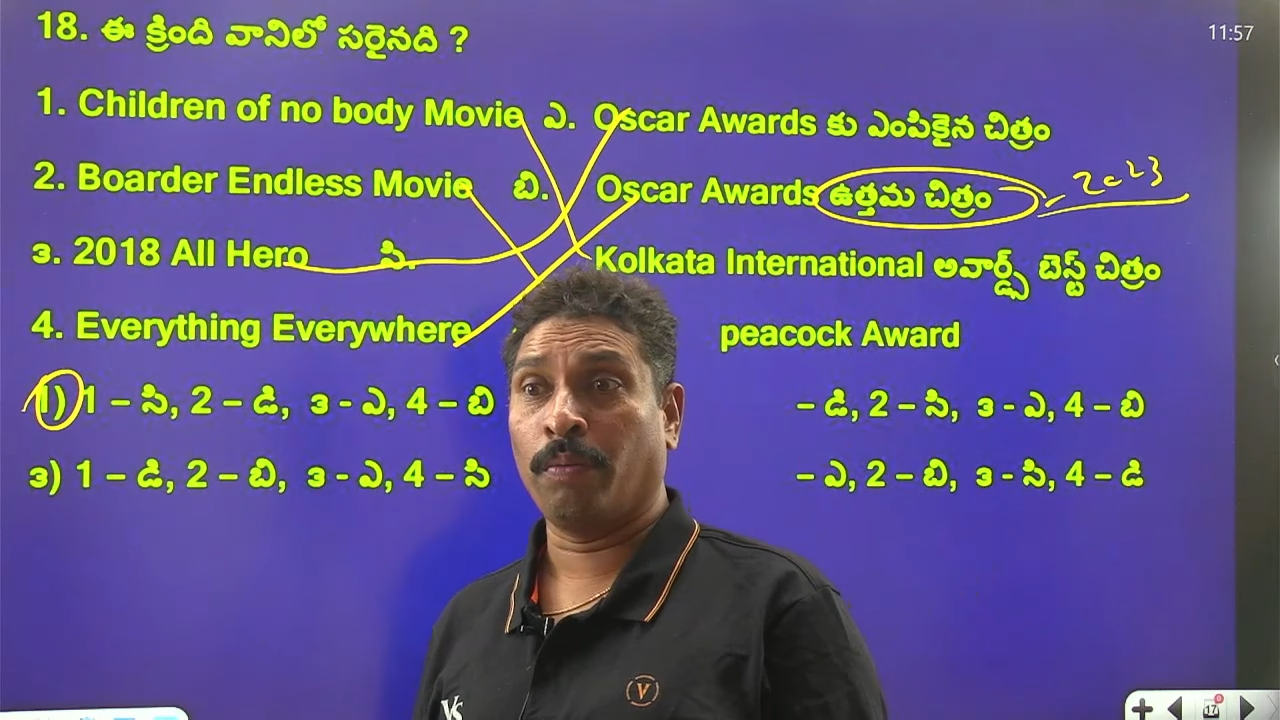 18. ఈ క్రింది వానిలో సరైనది ?
11:57
1. Children of no body Movie ఎ. Oscar Awards కు ఎంపికైన చిత్రం
2. Boarder Endless Movie బి. Oscar Awards ఉత్తమ చిత్రం 2023
3. 2018 All Hero సి. Kolkata International అవార్డ్స్ బెస్ట్ చిత్రం
4. Everything Everywhere peacock Award
1) 1 – సి, 2 – డి, 3 - ఎ, 4 – బి – డి, 2 – సి, 3 - ఎ, 4 – బి
3) 1 – డి, 2 – బి, 3 - ఎ, 4 – సి – ఎ, 2 – బి, 3 – సి, 4 – డి
VS V
17